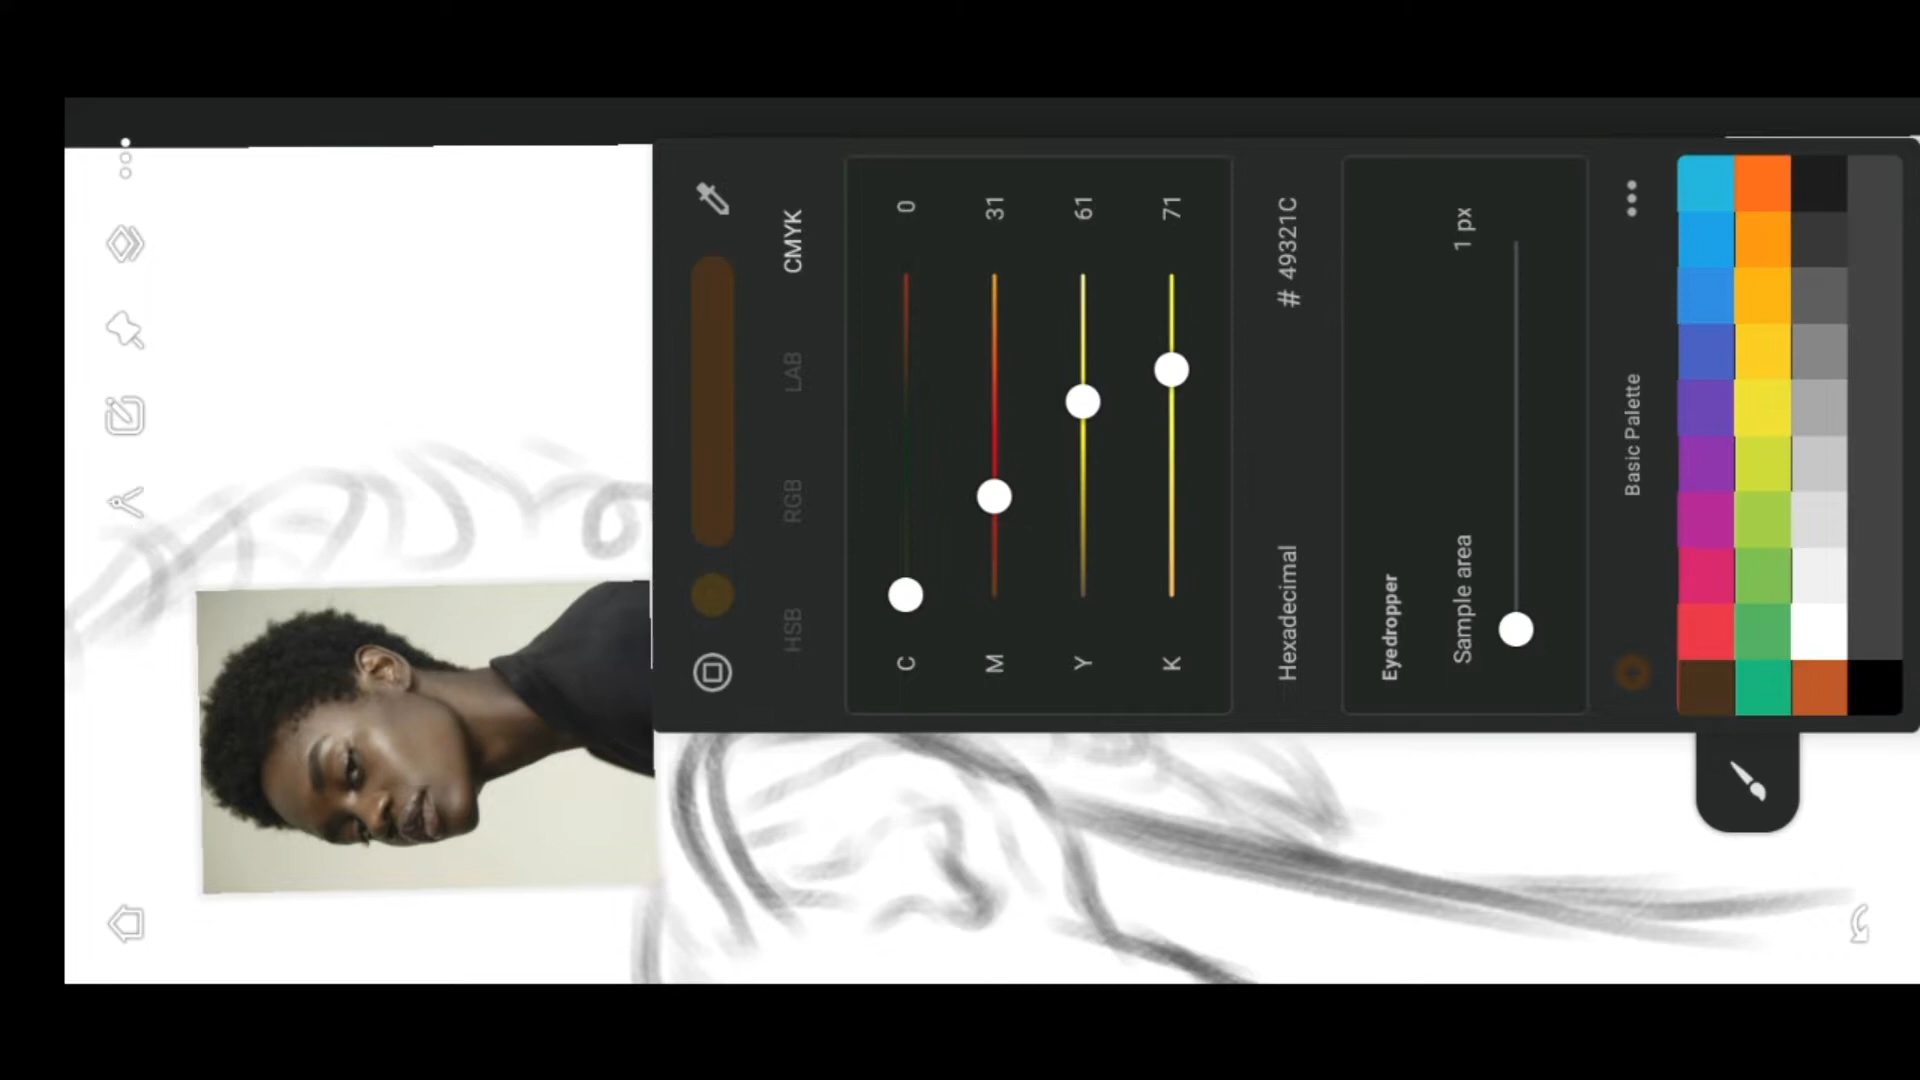 HSB RGB LAB CMYK
C 0
M 31
Y 61
K 71
Hexadecimal # 49321C
Eyedropper
Sample area 1 px
Basic Palette